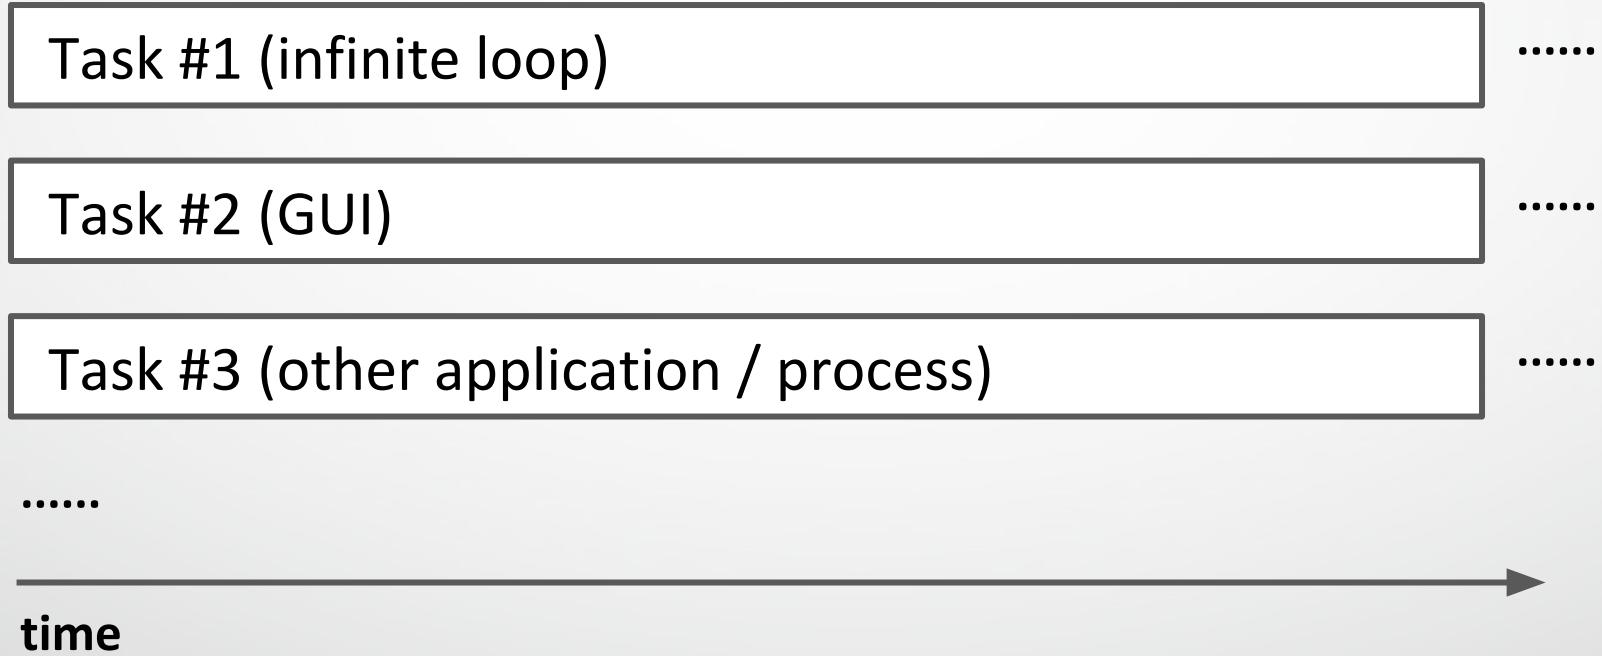 Task #1 (infinite loop) ......
Task #2 (GUI) ......
Task #3 (other application / process) ......
......
time